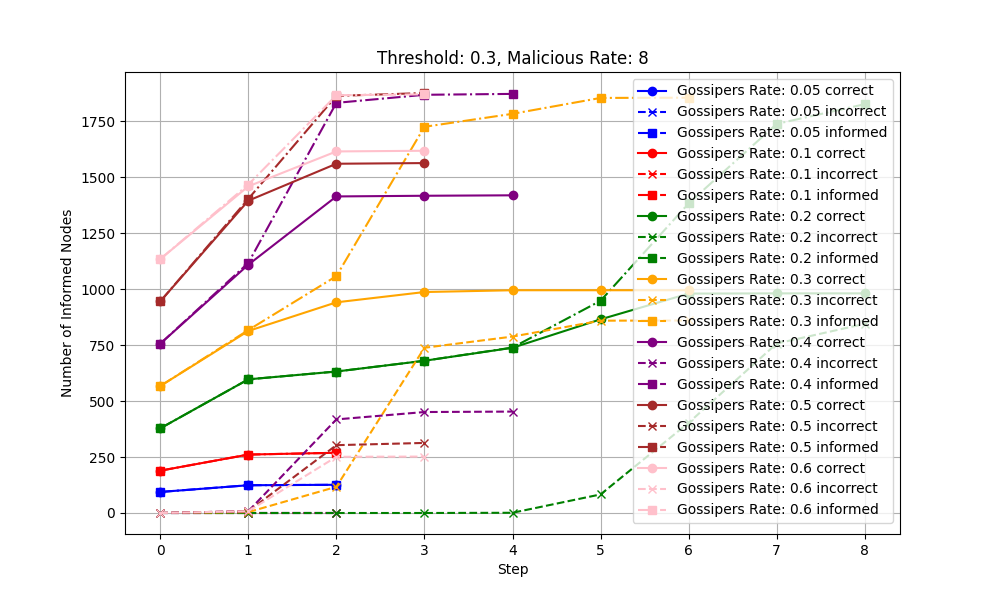 Threshold: 0.3, Malicious Rate: 8
Number of Informed Nodes
1750
1500
1250
1000
750
500
250
0
Gossipers Rate: 0.05 correct
Gossipers Rate: 0.05 incorrect
Gossipers Rate: 0.05 informed
Gossipers Rate: 0.1 correct
Gossipers Rate: 0.1 incorrect
Gossipers Rate: 0.1 informed
Gossipers Rate: 0.2 correct
Gossipers Rate: 0.2 incorrect
Gossipers Rate: 0.2 informed
Gossipers Rate: 0.3 correct
Gossipers Rate: 0.3 incorrect
Gossipers Rate: 0.3 informed
Gossipers Rate: 0.4 correct
Gossipers Rate: 0.4 incorrect
Gossipers Rate: 0.4 informed
Gossipers Rate: 0.5 correct
Gossipers Rate: 0.5 incorrect
Gossipers Rate: 0.5 informed
Gossipers Rate: 0.6 correct
Gossipers Rate: 0.6 incorrect
Gossipers Rate: 0.6 informed
0 1 2 3 4 5 6 7 8
Step